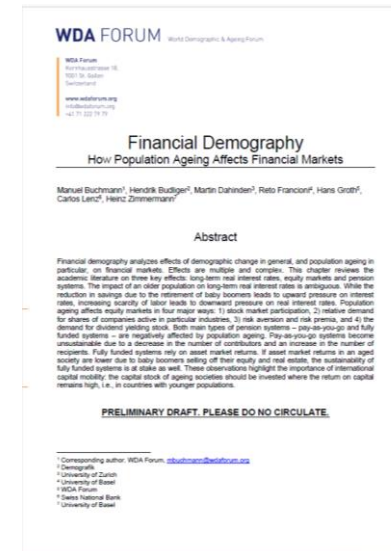 WDA FORUM World Demographic & Ageing Forum
WDA Forum
9001 St. Gallen
Switzerland
www.wdaforum.org
info@wdaforum.org
+41 71 222 79 79
Financial Demography
How Population Ageing Affects Financial Markets
Manuel Buchmann¹, Hendrik Budliger², Martin Dahinden³, Reto Francioni⁴, Hans Groth⁵,
Carlos Lenz⁶, Heinz Zimmermann⁷
Abstract
Financial demography analyzes effects of demographic change in general, and population ageing in
particular, on financial markets. Effects are multiple and complex. This chapter reviews the
academic literature on three key effects: long-term real interest rates, equity markets and pension
systems. The impact of an older population on long-term real interest rates is ambiguous. While the
reduction in savings due to the retirement of baby boomers leads to upward pressure on interest
rates, increasing scarcity of labor leads to downward pressure on real interest rates. Population
ageing affects equity markets in four major ways: 1) stock market participation, 2) relative demand
for shares of companies active in particular industries, 3) risk aversion and risk premia, and 4) the
demand for dividend yielding stock. Both main types of pension systems – pay-as-you-go and fully
funded systems – are negatively affected by population ageing. Pay-as-you-go systems become
unsustainable due to a decrease in the number of contributors and an increase in the number of
recipients. Fully funded systems rely on asset market returns. If asset market returns in an aged
society are lower due to baby boomers selling off their equity and real estate, the sustainability of
fully funded systems is at stake as well. These observations highlight the importance of international
capital mobility: the capital stock of ageing societies should be invested where the return on capital
remains high, i.e., in countries with younger populations.
PRELIMINARY DRAFT. PLEASE DO NO CIRCULATE.
¹ Corresponding author, WDA Forum, mbuchmann@wdaforum.org
² Demografik
³ University of Zurich
⁴ University of Basel
⁵ WDA Forum
⁶ Swiss National Bank
⁷ University of Basel